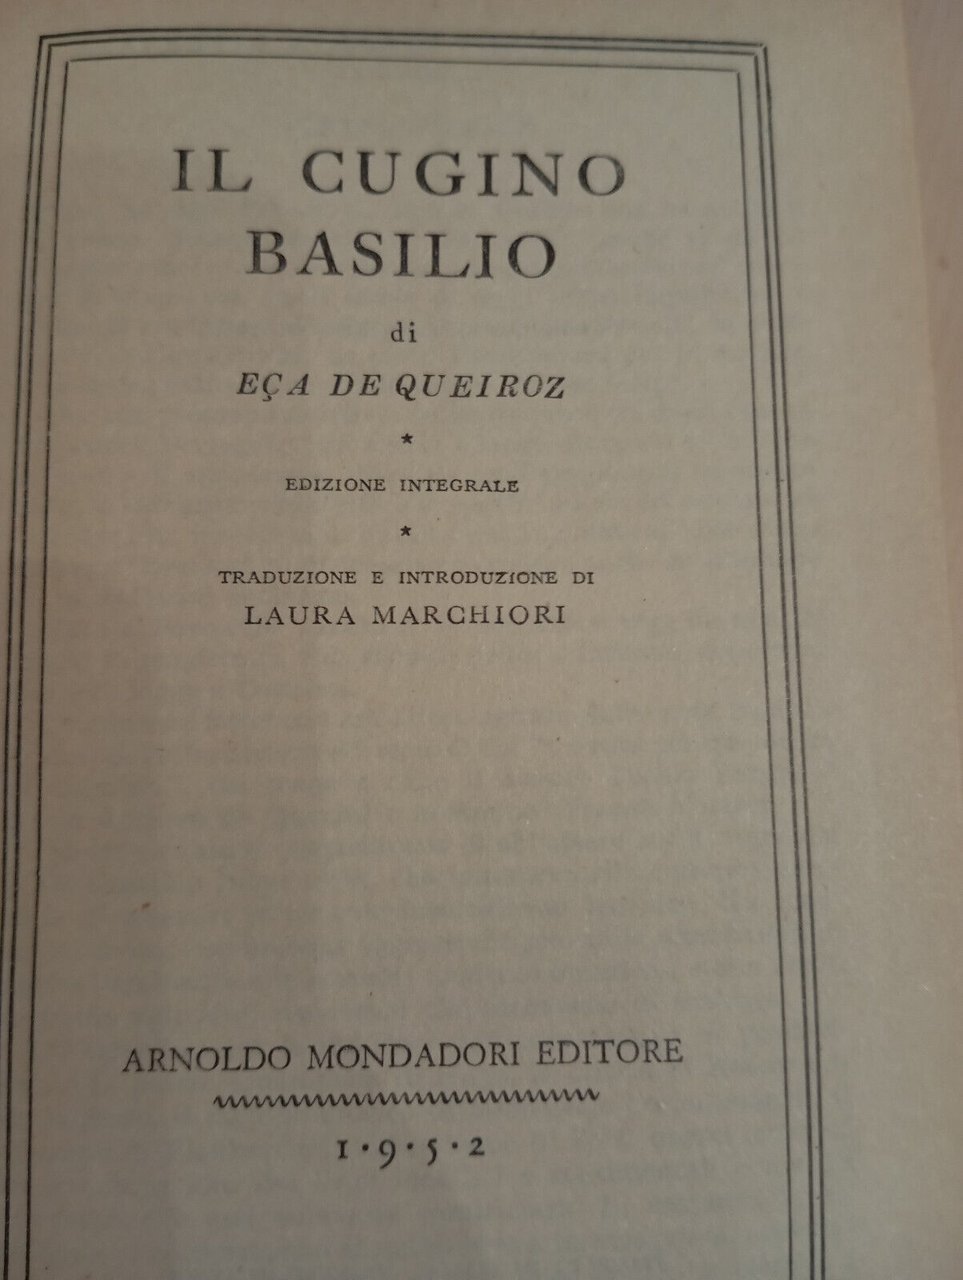 IL CUGINO
BASILIO
di
EÇA DE QUEIROZ
★
EDIZIONE INTEGRALE
★
TRADUZIONE E INTRODUZIONE DI
LAURA MARCHIORI
ARNOLDO MONDADORI EDITORE
1·9·5·2